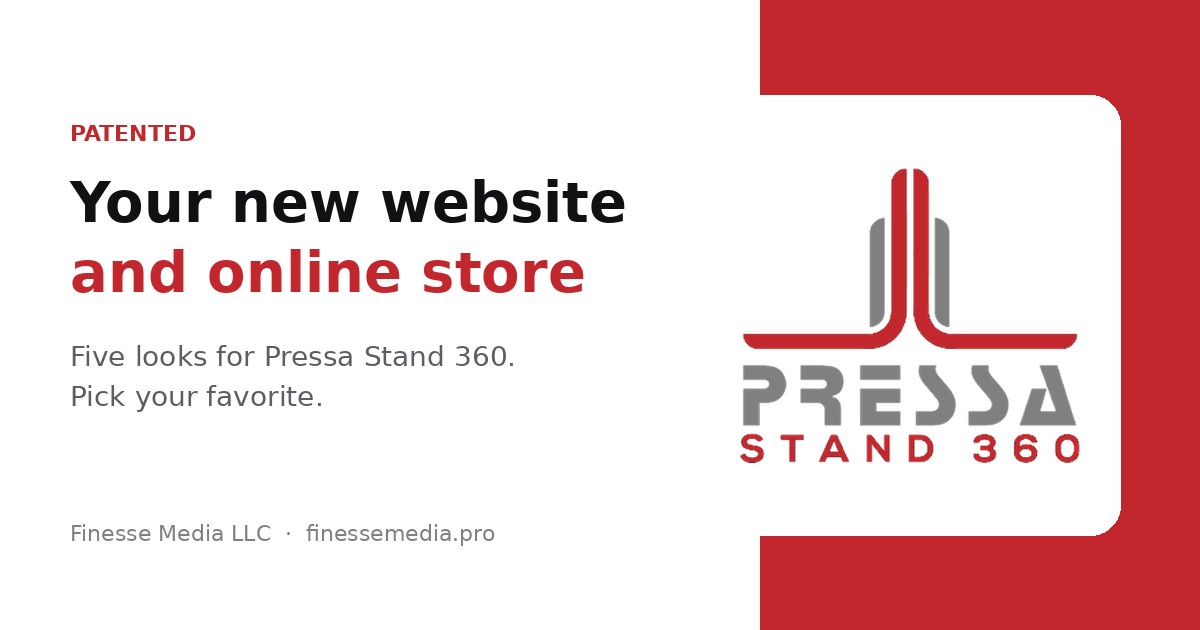 PATENTED
Your new website
and online store
Five looks for Pressa Stand 360.
Pick your favorite.
Finesse Media LLC · finessemedia.pro
PRESSA
STAND 360